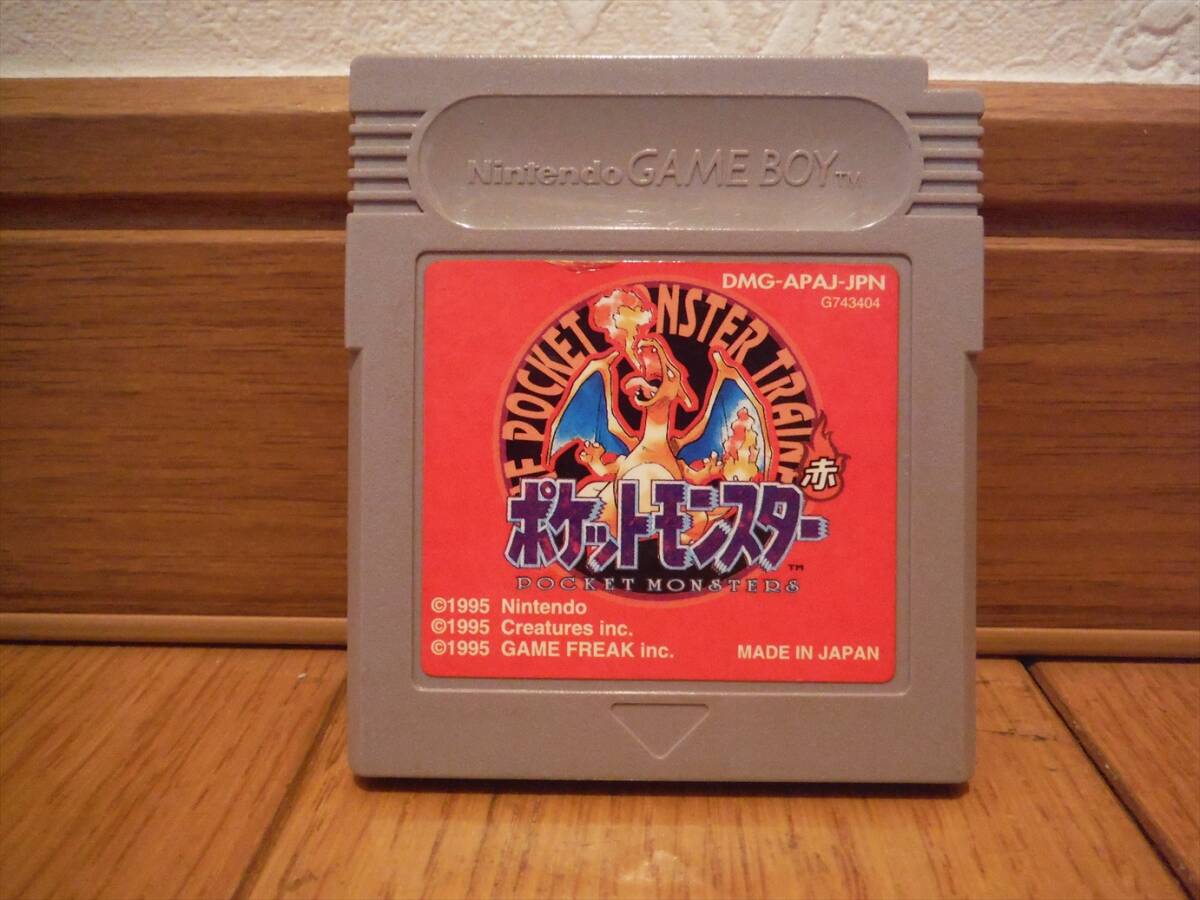 Nintendo GAME BOY™
DMG-APAJ-JPN
G743404
POCKET MONSTER TRAIN
赤
ポケットモンスター
™
POCKET MONSTERS
©1995 Nintendo
©1995 Creatures inc.
©1995 GAME FREAK inc.
MADE IN JAPAN